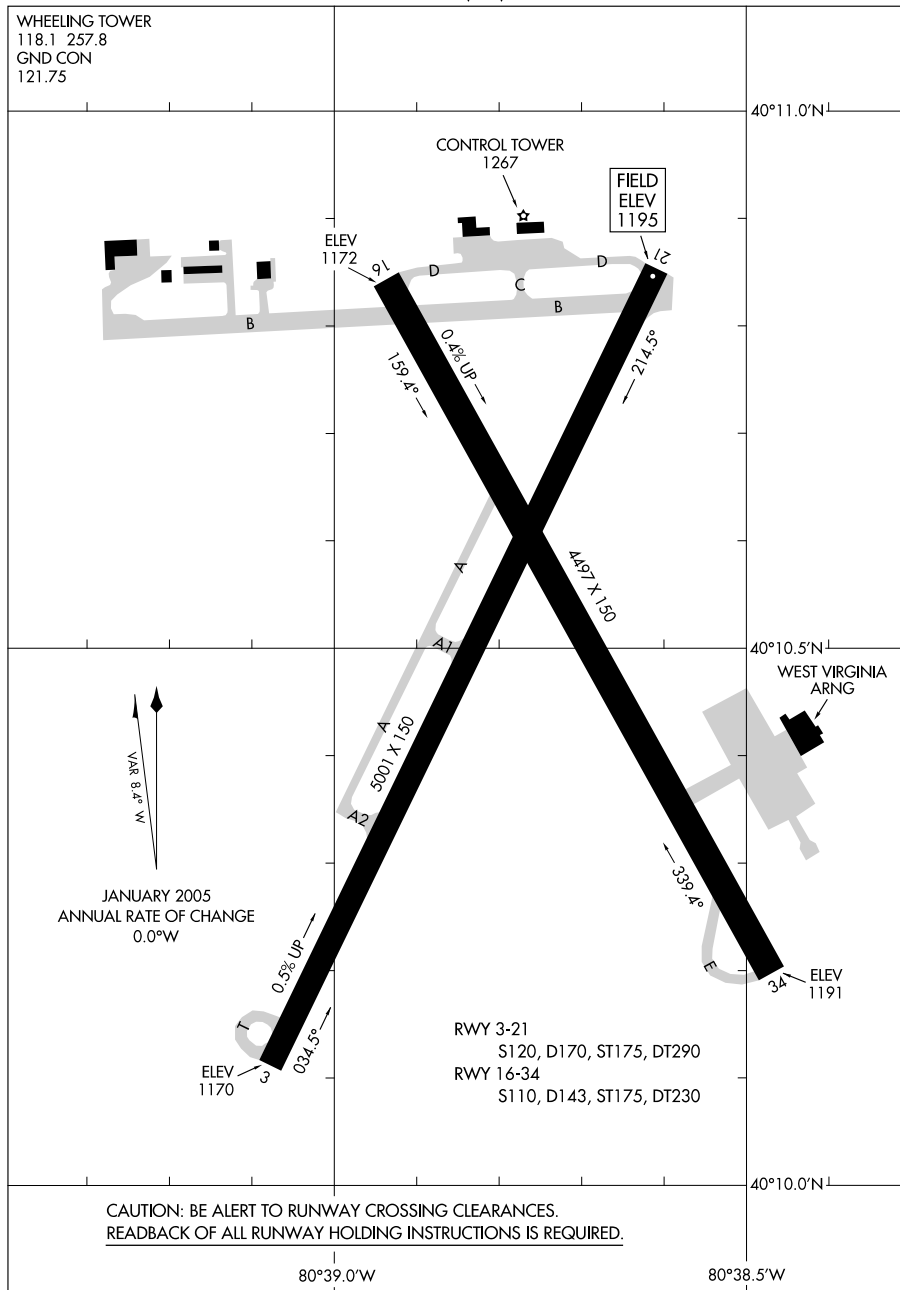 WHEELING TOWER
118.1 257.8
GND CON
121.75
40°11.0'N
CONTROL TOWER
1267
FIELD
ELEV
1195
ELEV
1172
16
21
D
D
C
B
B
0.4% UP
159.4°
214.5°
A
4497 X 150
A1
40°10.5'N
WEST VIRGINIA
ARNG
A
5001 X 150
A2
VAR 8.4° W
339.4°
JANUARY 2005
ANNUAL RATE OF CHANGE
0.0°W
0.5% UP
E
34
ELEV
1191
T
034.5°
3
ELEV
1170
RWY 3-21
S120, D170, ST175, DT290
RWY 16-34
S110, D143, ST175, DT230
40°10.0'N
CAUTION: BE ALERT TO RUNWAY CROSSING CLEARANCES.
READBACK OF ALL RUNWAY HOLDING INSTRUCTIONS IS REQUIRED.
80°39.0'W
80°38.5'W